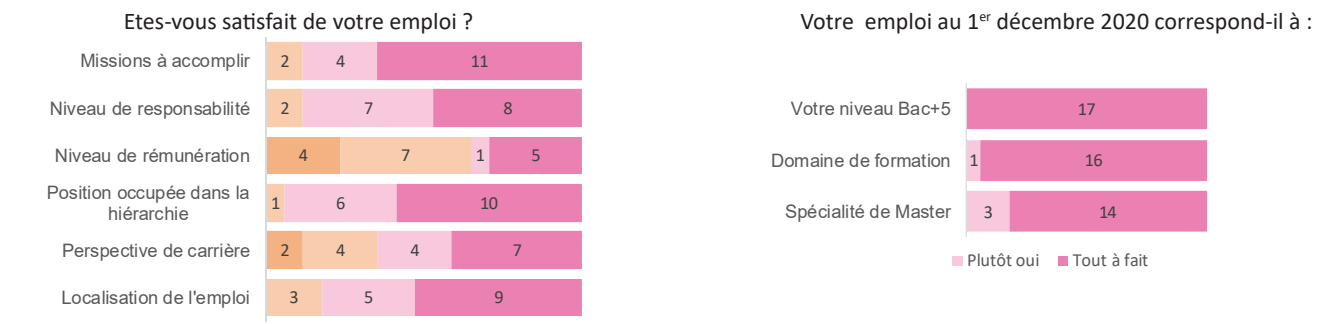 Etes-vous satisfait de votre emploi ?
Missions à accomplir 2 4 11
Niveau de responsabilité 2 7 8
Niveau de rémunération 4 7 1 5
Position occupée dans la
hiérarchie 1 6 10
Perspective de carrière 2 4 4 7
Localisation de l'emploi 3 5 9
Votre emploi au 1er décembre 2020 correspond-il à :
Votre niveau Bac+5 17
Domaine de formation 1 16
Spécialité de Master 3 14
Plutôt oui Tout à fait